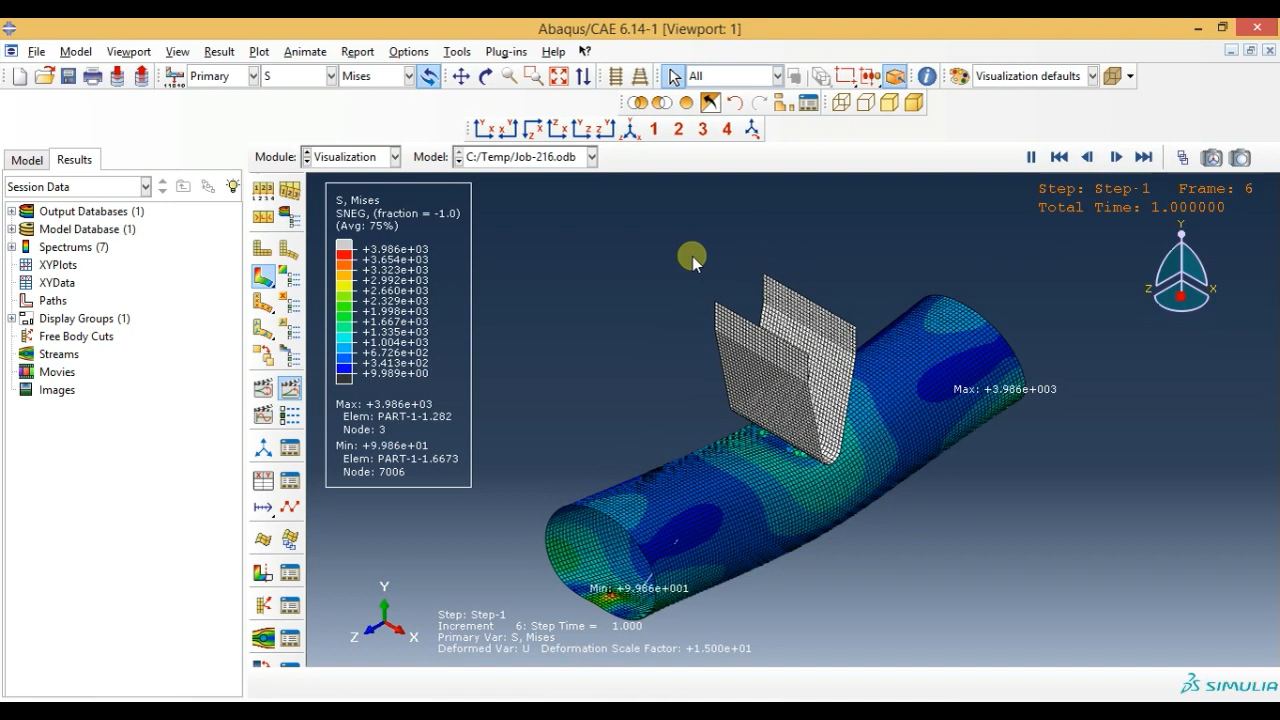 Abaqus/CAE 6.14-1 [Viewport: 1]
File Model Viewport View Result Plot Animate Report Options Tools Plug-ins Help
Primary S Mises All Visualization defaults
1 2 3 4
Model Results Module: Visualization Model: C:/Temp/Job-216.odb
Session Data
Output Databases (1)
Model Database (1)
Spectrums (7)
XYPlots
XYData
Paths
Display Groups (1)
Free Body Cuts
Streams
Movies
Images
S, Mises
SNEG, (fraction = -1.0)
(Avg: 75%)
+3.986e+03
+3.654e+03
+3.323e+03
+2.992e+03
+2.660e+03
+2.329e+03
+1.998e+03
+1.667e+03
+1.335e+03
+1.004e+03
+6.726e+02
+3.413e+02
+9.989e+00
Max: +3.986e+03
Elem: PART-1-1.282
Node: 3
Min: +9.986e+01
Elem: PART-1-1.6673
Node: 7006
Step: Step-1 Frame: 6
Total Time: 1.000000
Y
Z X
Max: +3.986e+003
Min: +9.986e+001
Y
Z X
Step: Step-1
Increment 6: Step Time = 1.000
Primary Var: S, Mises
Deformed Var: U Deformation Scale Factor: +1.500e+01
SIMULIA